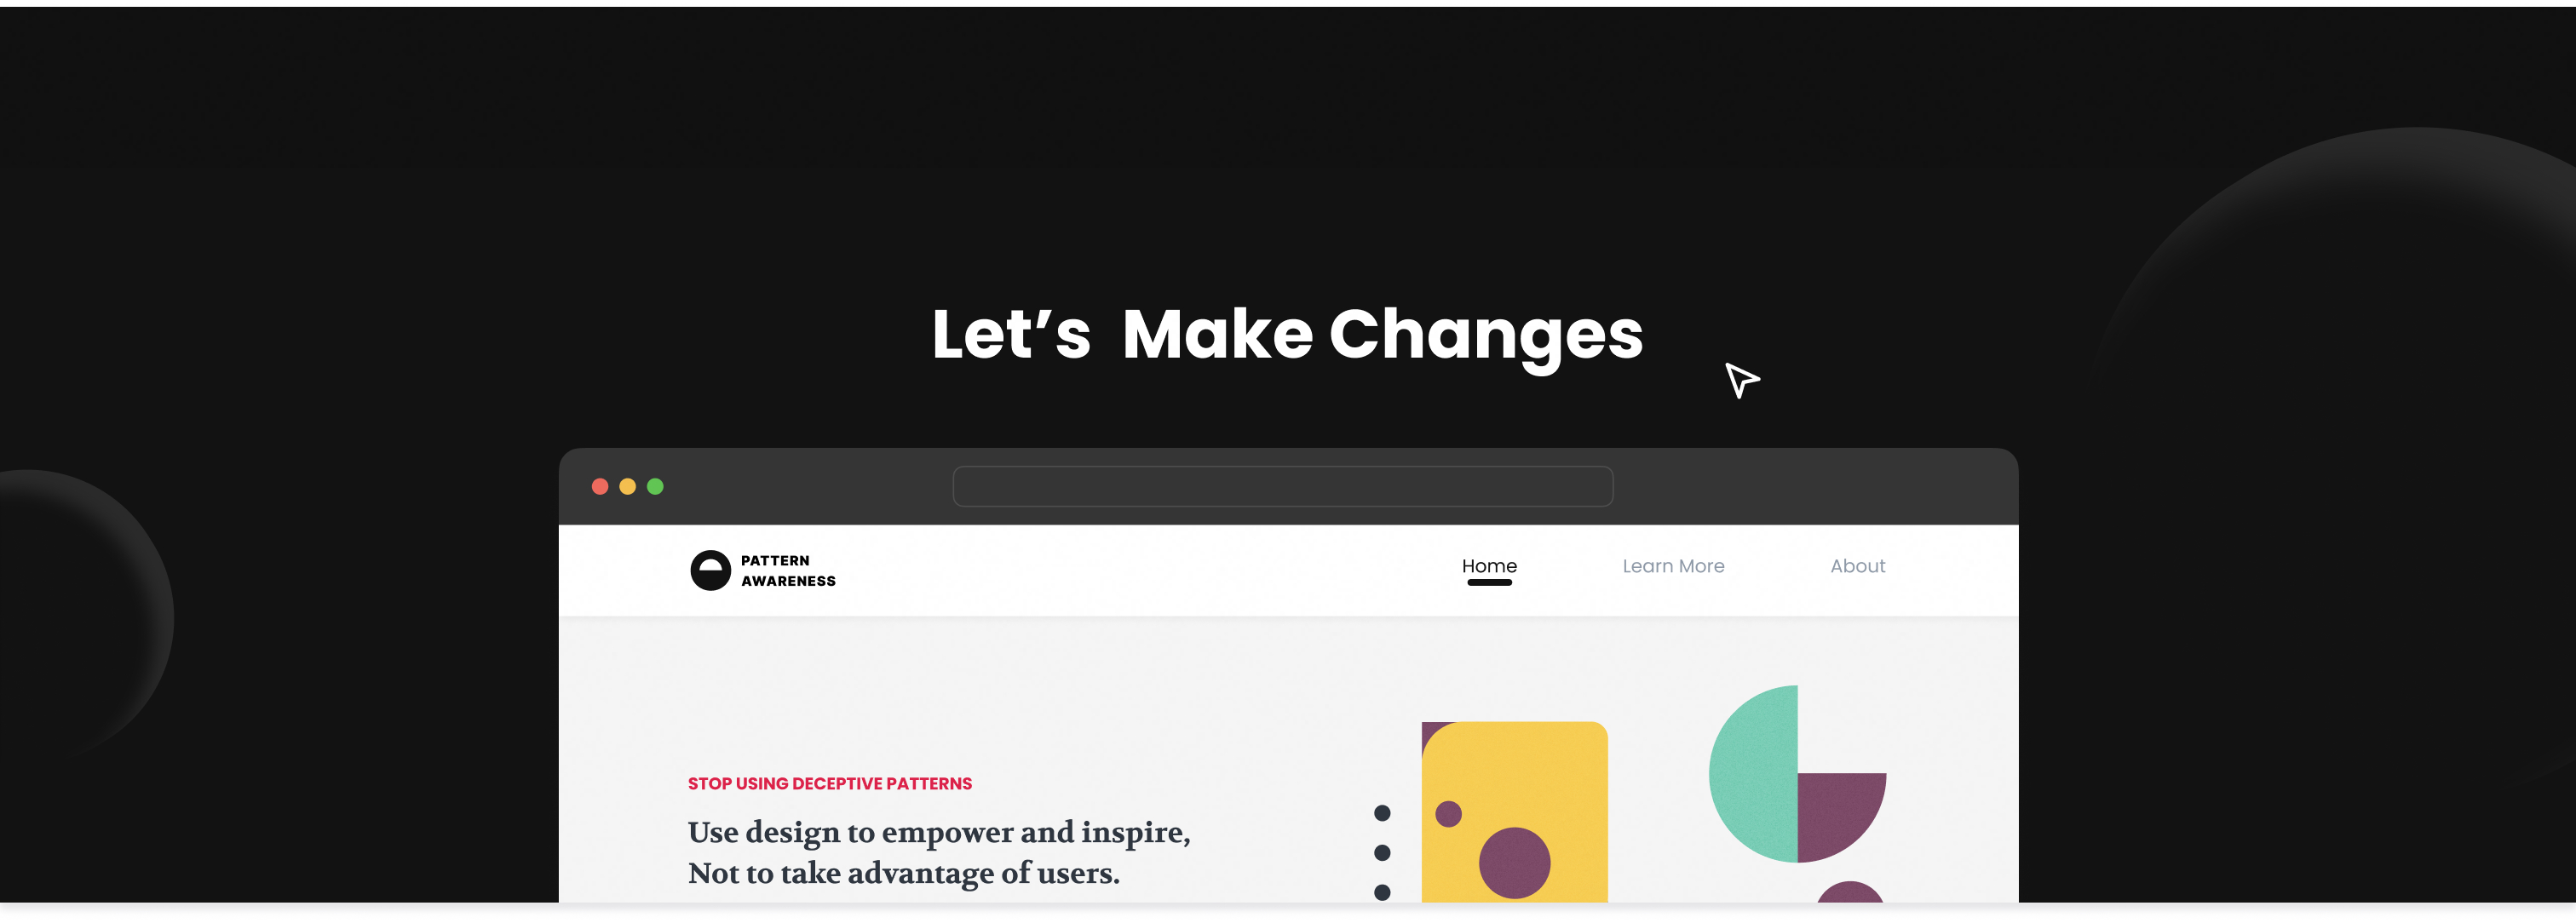 Let’s  Make Changes
PATTERN
AWARENESS
Home
Learn More
About
STOP USING DECEPTIVE PATTERNS
Use design to empower and inspire,
Not to take advantage of users.